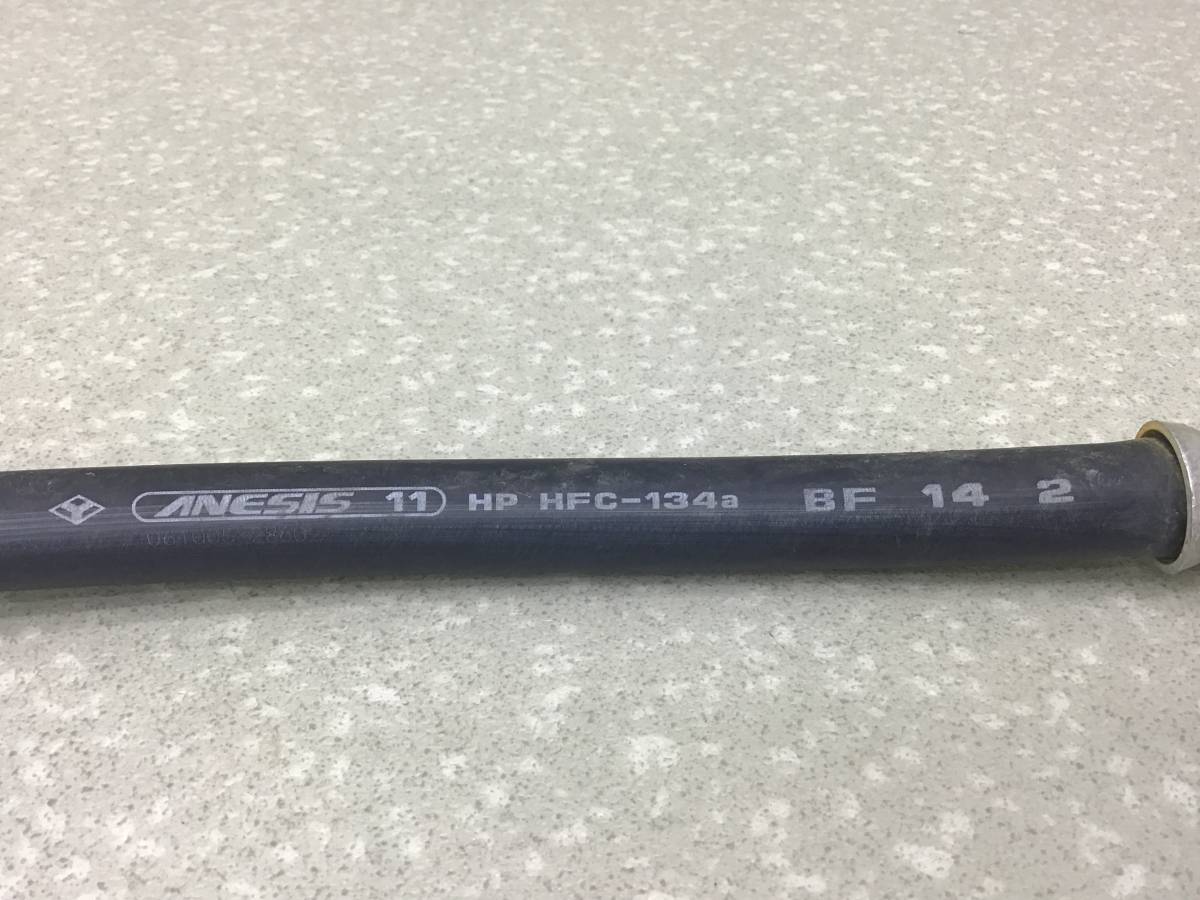 ANESIS 11 HP HFC-134a BF 14 2